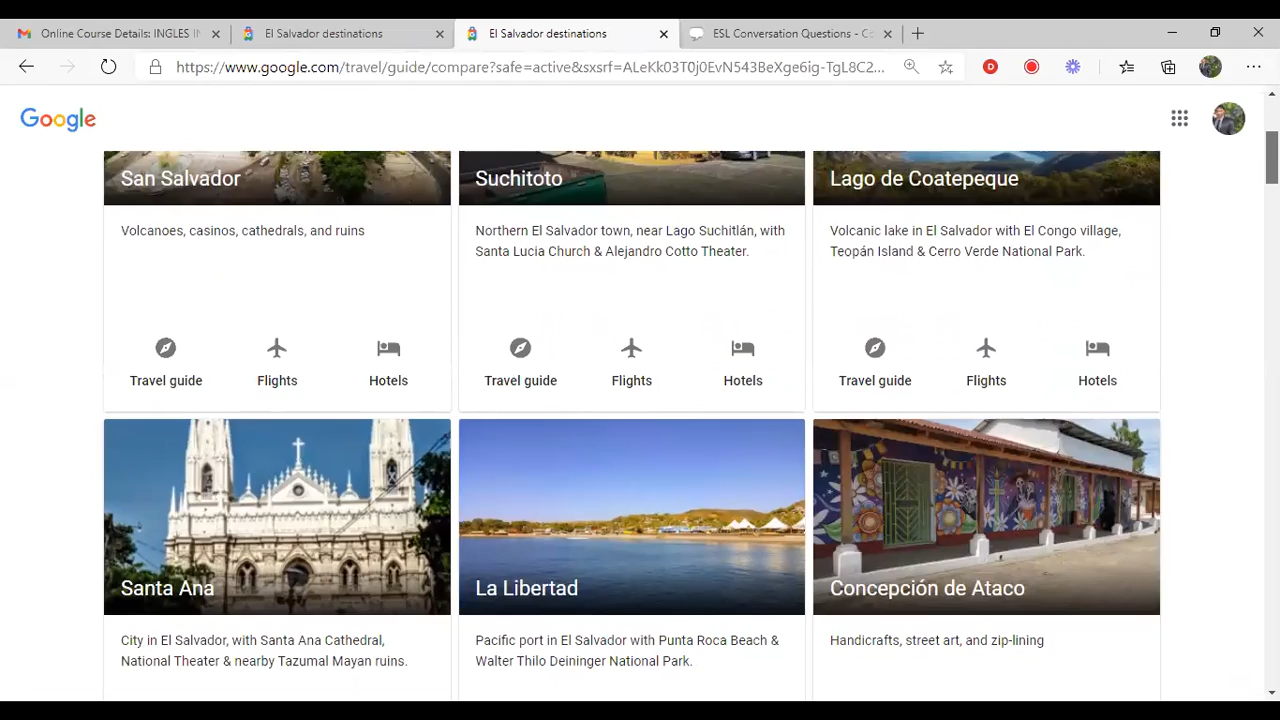 Online Course Details: INGLES IN
El Salvador destinations
El Salvador destinations
ESL Conversation Questions - Co
https://www.google.com/travel/guide/compare?safe=active&sxsrf=ALeKk03T0j0EvN543BeXge6ig-TgL8C2...
Google
San Salvador
Suchitoto
Lago de Coatepeque
Volcanoes, casinos, cathedrals, and ruins
Northern El Salvador town, near Lago Suchitlán, with
Santa Lucia Church & Alejandro Cotto Theater.
Volcanic lake in El Salvador with El Congo village,
Teopán Island & Cerro Verde National Park.
Travel guide
Flights
Hotels
Travel guide
Flights
Hotels
Travel guide
Flights
Hotels
Santa Ana
La Libertad
Concepción de Ataco
City in El Salvador, with Santa Ana Cathedral,
National Theater & nearby Tazumal Mayan ruins.
Pacific port in El Salvador with Punta Roca Beach &
Walter Thilo Deininger National Park.
Handicrafts, street art, and zip-lining